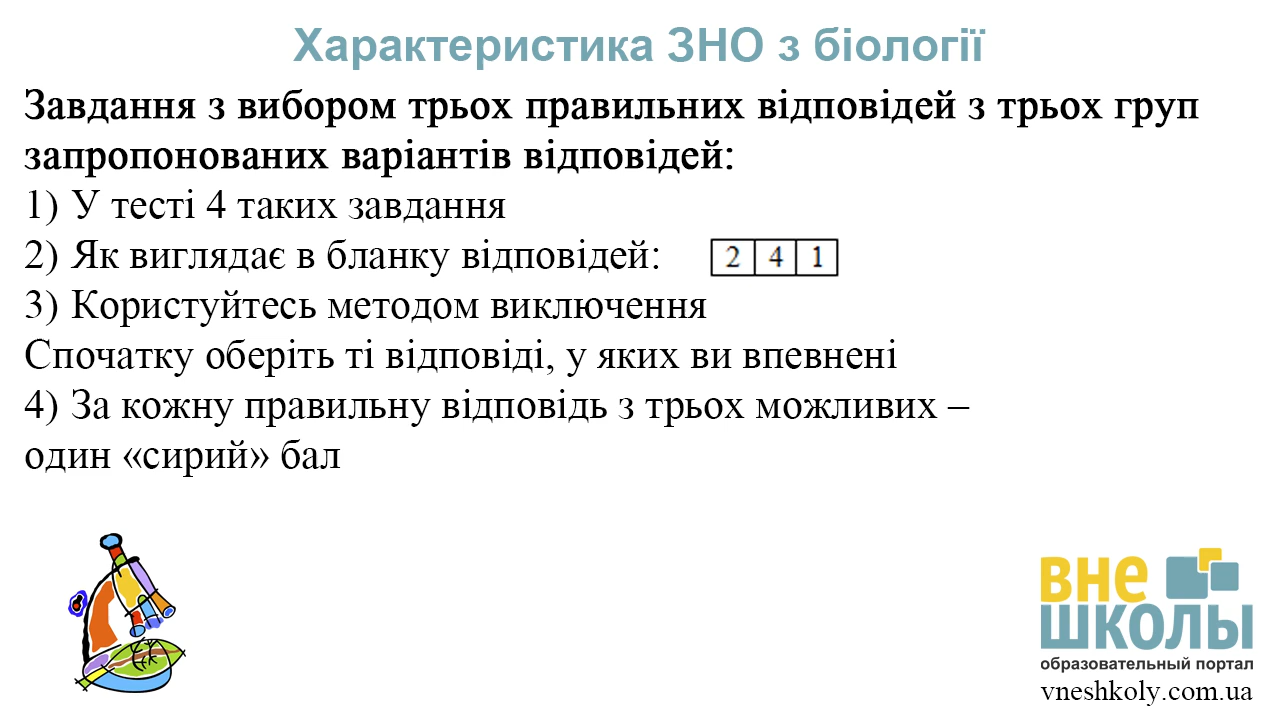 Характеристика ЗНО з біології
Завдання з вибором трьох правильних відповідей з трьох груп
запропонованих варіантів відповідей:
1) У тесті 4 таких завдання
2) Як виглядає в бланку відповідей: 2 4 1
3) Користуйтесь методом виключення
Спочатку оберіть ті відповіді, у яких ви впевнені
4) За кожну правильну відповідь з трьох можливих –
один «сирий» бал
вне
школы
образовательный портал
vneshkoly.com.ua